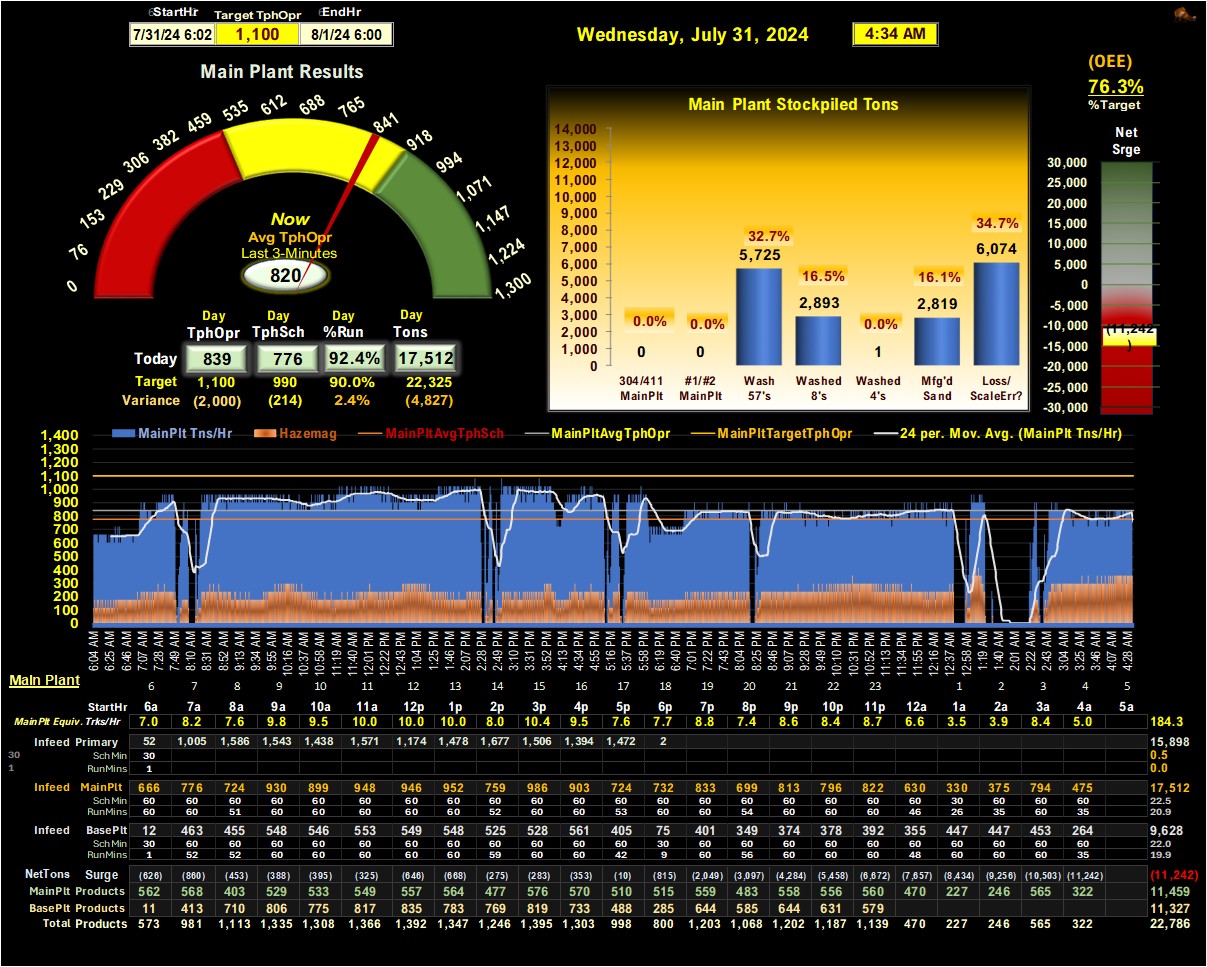 StartHr Target TphOpr EndHr
7/31/24 6:02 1,100 8/1/24 6:00
Wednesday, July 31, 2024 4:34 AM
(OEE)
76.3%
%Target
Main Plant Results
0 76 153 229 306 382 459 535 612 688 765 841 918 994 1,071 1,147 1,224 1,300
Now
Avg TphOpr
Last 3-Minutes
820
Day Day Day Day
TphOpr TphSch %Run Tons
Today 839 776 92.4% 17,512
Target 1,100 990 90.0% 22,325
Variance (2,000) (214) 2.4% (4,827)
Main Plant Stockpiled Tons
14,000
13,000
12,000
11,000
10,000
9,000
8,000
7,000
6,000
5,000
4,000
3,000
2,000
1,000
0
0.0% 0.0% 32.7% 16.5% 0.0% 16.1% 34.7%
0 0 5,725 2,893 1 2,819 6,074
304/411 #1/#2 Wash Washed Washed Mfg'd Loss/
MainPlt MainPlt 57's 8's 4's Sand ScaleErr?
Net
Srge
30,000
25,000
20,000
15,000
10,000
5,000
0
-5,000
-10,000
-15,000
-20,000
-25,000
-30,000
(11,242
)
MainPlt Tns/Hr Hazemag MainPltAvgTphSch MainPltAvgTphOpr MainPltTargetTphOpr 24 per. Mov. Avg. (MainPlt Tns/Hr)
1,400
1,300
1,200
1,100
1,000
900
800
700
600
500
400
300
200
100
0
6:04 AM 6:25 AM 6:46 AM 7:07 AM 7:28 AM 7:49 AM 8:10 AM 8:31 AM 8:52 AM 9:13 AM 9:34 AM 9:55 AM 10:16 AM 10:37 AM 10:58 AM 11:19 AM 11:40 AM 12:01 PM 12:22 PM 12:43 PM 1:04 PM 1:25 PM 1:46 PM 2:07 PM 2:28 PM 2:49 PM 3:10 PM 3:31 PM 3:52 PM 4:13 PM 4:34 PM 4:55 PM 5:16 PM 5:37 PM 5:58 PM 6:19 PM 6:40 PM 7:01 PM 7:22 PM 7:43 PM 8:04 PM 8:25 PM 8:46 PM 9:07 PM 9:28 PM 9:49 PM 10:10 PM 10:31 PM 10:52 PM 11:13 PM 11:34 PM 11:55 PM 12:16 AM 12:37 AM 12:58 AM 1:19 AM 1:40 AM 2:01 AM 2:22 AM 2:43 AM 3:04 AM 3:25 AM 3:46 AM 4:07 AM 4:28 AM
Main Plant
6 7 8 9 10 11 12 13 14 15 16 17 18 19 20 21 22 23 1 2 3 4 5
StartHr 6a 7a 8a 9a 10a 11a 12p 1p 2p 3p 4p 5p 6p 7p 8p 9p 10p 11p 12a 1a 2a 3a 4a 5a
MainPlt Equiv. Trks/Hr 7.0 8.2 7.6 9.8 9.5 10.0 10.0 10.0 8.0 10.4 9.5 7.6 7.7 8.8 7.4 8.6 8.4 8.7 6.6 3.5 3.9 8.4 5.0 184.3
Infeed Primary 52 1,005 1,586 1,543 1,438 1,571 1,174 1,478 1,677 1,506 1,394 1,472 2 15,898
30 Sch Min 30 0.5
1 RunMins 1 0.0
Infeed MainPlt 666 776 724 930 899 948 946 952 759 986 903 724 732 833 699 813 796 822 630 330 375 794 475 17,512
Sch Min 60 60 60 60 60 60 60 60 60 60 60 60 60 60 60 60 60 60 60 30 60 60 60 22.5
RunMins 60 60 51 60 60 60 60 60 52 60 60 53 60 60 54 60 60 60 46 26 35 60 35 20.9
Infeed BasePlt 12 463 455 548 546 553 549 548 525 528 561 405 75 401 349 374 378 392 355 447 447 453 264 9,628
Sch Min 30 60 60 60 60 60 60 60 60 60 60 60 30 60 60 60 60 60 60 60 60 60 60 22.0
RunMins 1 52 52 60 60 60 60 60 59 60 60 42 9 60 56 60 60 60 48 60 60 60 35 19.9
NetTons Surge (626) (860) (453) (388) (395) (325) (646) (668) (275) (283) (353) (10) (815) (2,049) (3,097) (4,284) (5,458) (6,672) (7,657) (8,434) (9,256) (10,503) (11,242) (11,242)
MainPlt Products 562 568 403 529 533 549 557 564 477 576 570 510 515 559 483 558 556 560 470 227 246 565 322 11,459
BasePlt Products 11 413 710 806 775 817 835 783 769 819 733 488 285 644 585 644 631 579 11,327
Total Products 573 981 1,113 1,335 1,308 1,366 1,392 1,347 1,246 1,395 1,303 998 800 1,203 1,068 1,202 1,187 1,139 470 227 246 565 322 22,786